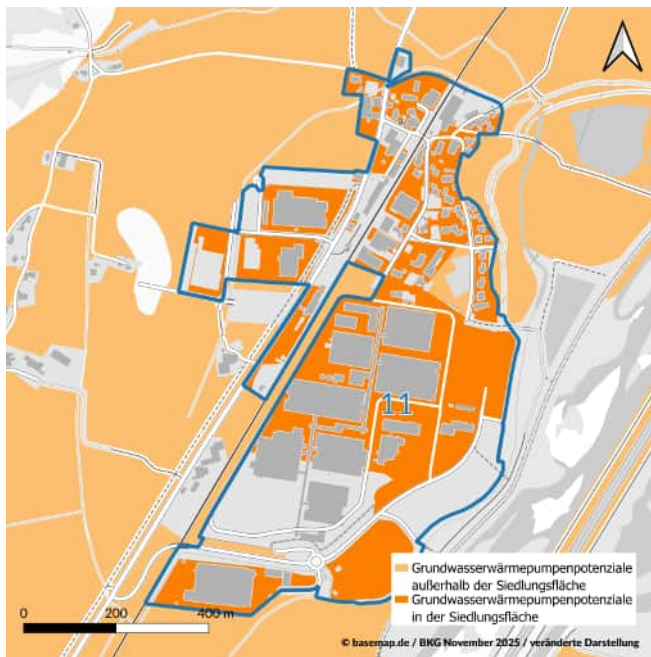 11
Grundwasserwärmepumpenpotenziale
außerhalb der Siedlungsfläche
Grundwasserwärmepumpenpotenziale
in der Siedlungsfläche
0 200 400 m
© basemap.de / BKG November 2025 / veränderte Darstellung